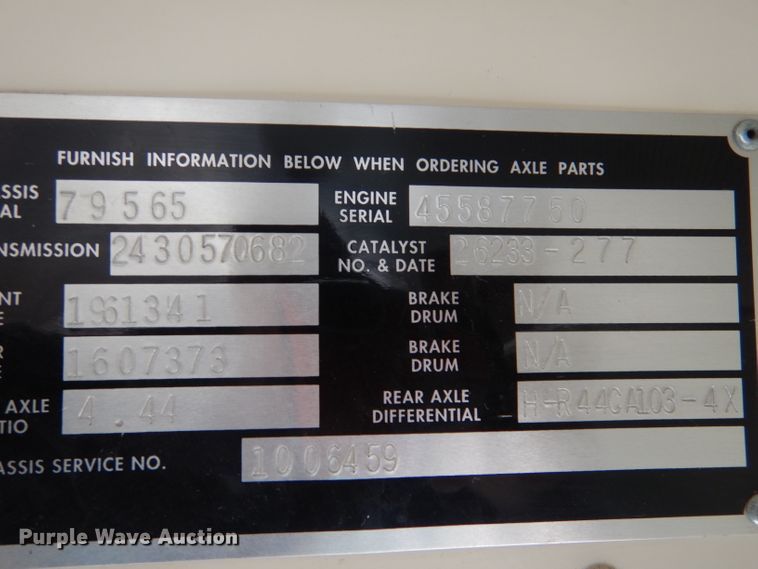 FURNISH INFORMATION BELOW WHEN ORDERING AXLE PARTS
ASSIS
AL 79565 ENGINE
SERIAL 45587750
NSMISSION 2430570682 CATALYST
NO. & DATE 26233-277
NT
E 1961341 BRAKE
DRUM N/A
R
E 1607373 BRAKE
DRUM N/A
AXLE
TIO 4.44 REAR AXLE
DIFFERENTIAL H-R44CA103-4X
ASSIS SERVICE NO. 1006459
Purple Wave Auction